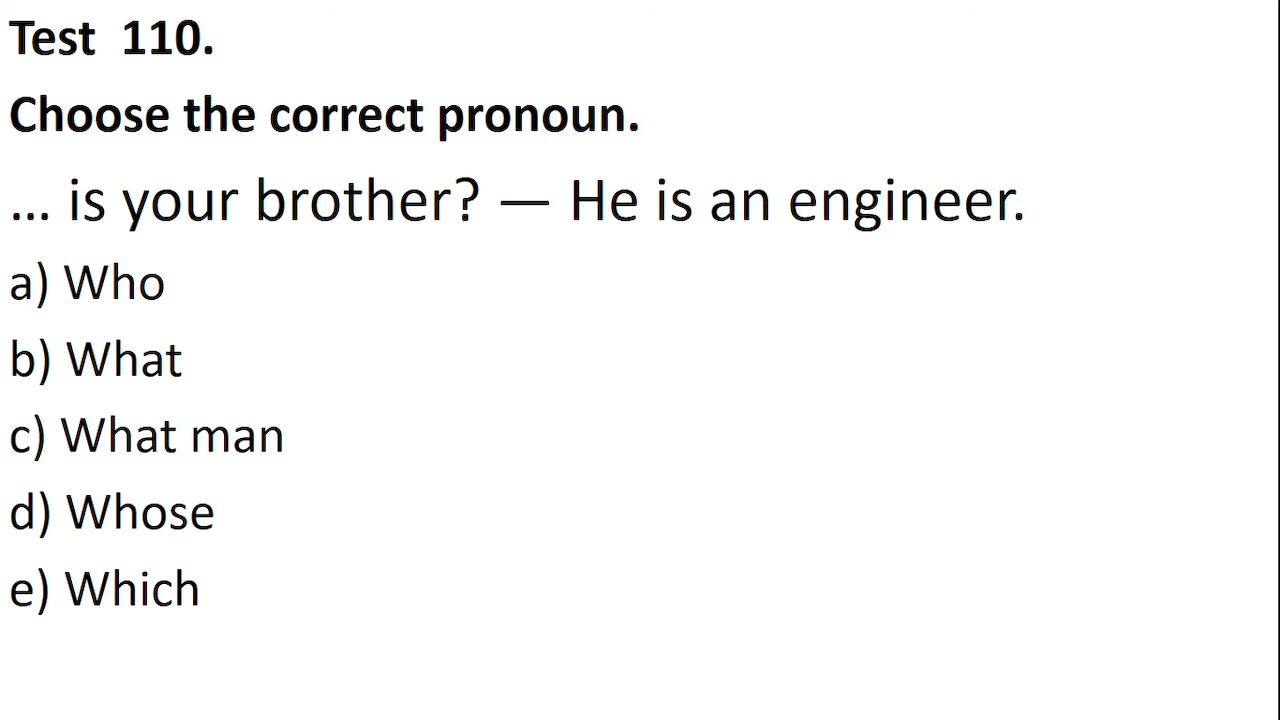 Test 110.
Choose the correct pronoun.
... is your brother? — He is an engineer.
a) Who
b) What
c) What man
d) Whose
e) Which